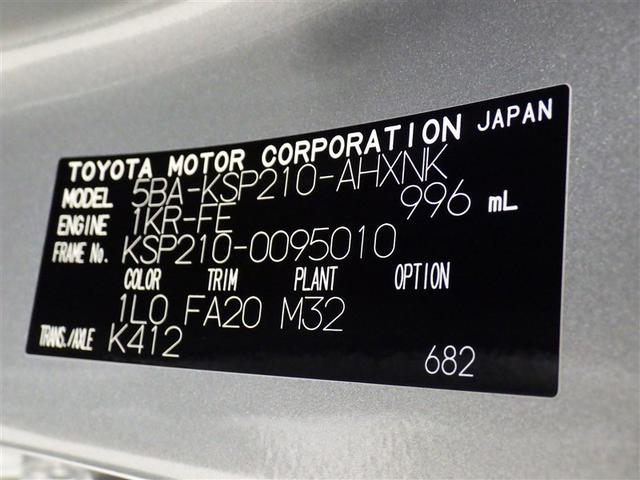 TOYOTA MOTOR CORPORATION JAPAN
MODEL 5BA-KSP210-AHXNK
ENGINE 1KR-FE 996 mL
FRAME No. KSP210-0095010
COLOR TRIM PLANT OPTION
1L0 FA20 M32
TRANS./AXLE K412
682